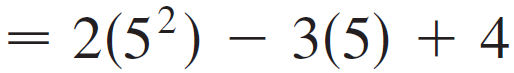 = 2(5²) − 3(5) + 4